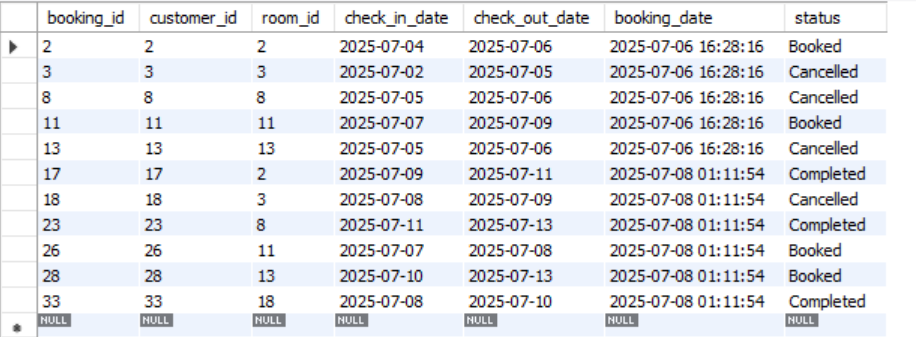 booking_id customer_id room_id check_in_date check_out_date booking_date status
2 2 2 2025-07-04 2025-07-06 2025-07-06 16:28:16 Booked
3 3 3 2025-07-02 2025-07-05 2025-07-06 16:28:16 Cancelled
8 8 8 2025-07-05 2025-07-06 2025-07-06 16:28:16 Cancelled
11 11 11 2025-07-07 2025-07-09 2025-07-06 16:28:16 Booked
13 13 13 2025-07-05 2025-07-06 2025-07-06 16:28:16 Cancelled
17 17 2 2025-07-09 2025-07-11 2025-07-08 01:11:54 Completed
18 18 3 2025-07-08 2025-07-09 2025-07-08 01:11:54 Cancelled
23 23 8 2025-07-11 2025-07-13 2025-07-08 01:11:54 Completed
26 26 11 2025-07-07 2025-07-08 2025-07-08 01:11:54 Booked
28 28 13 2025-07-10 2025-07-13 2025-07-08 01:11:54 Booked
33 33 18 2025-07-08 2025-07-10 2025-07-08 01:11:54 Completed
NULL NULL NULL NULL NULL NULL NULL